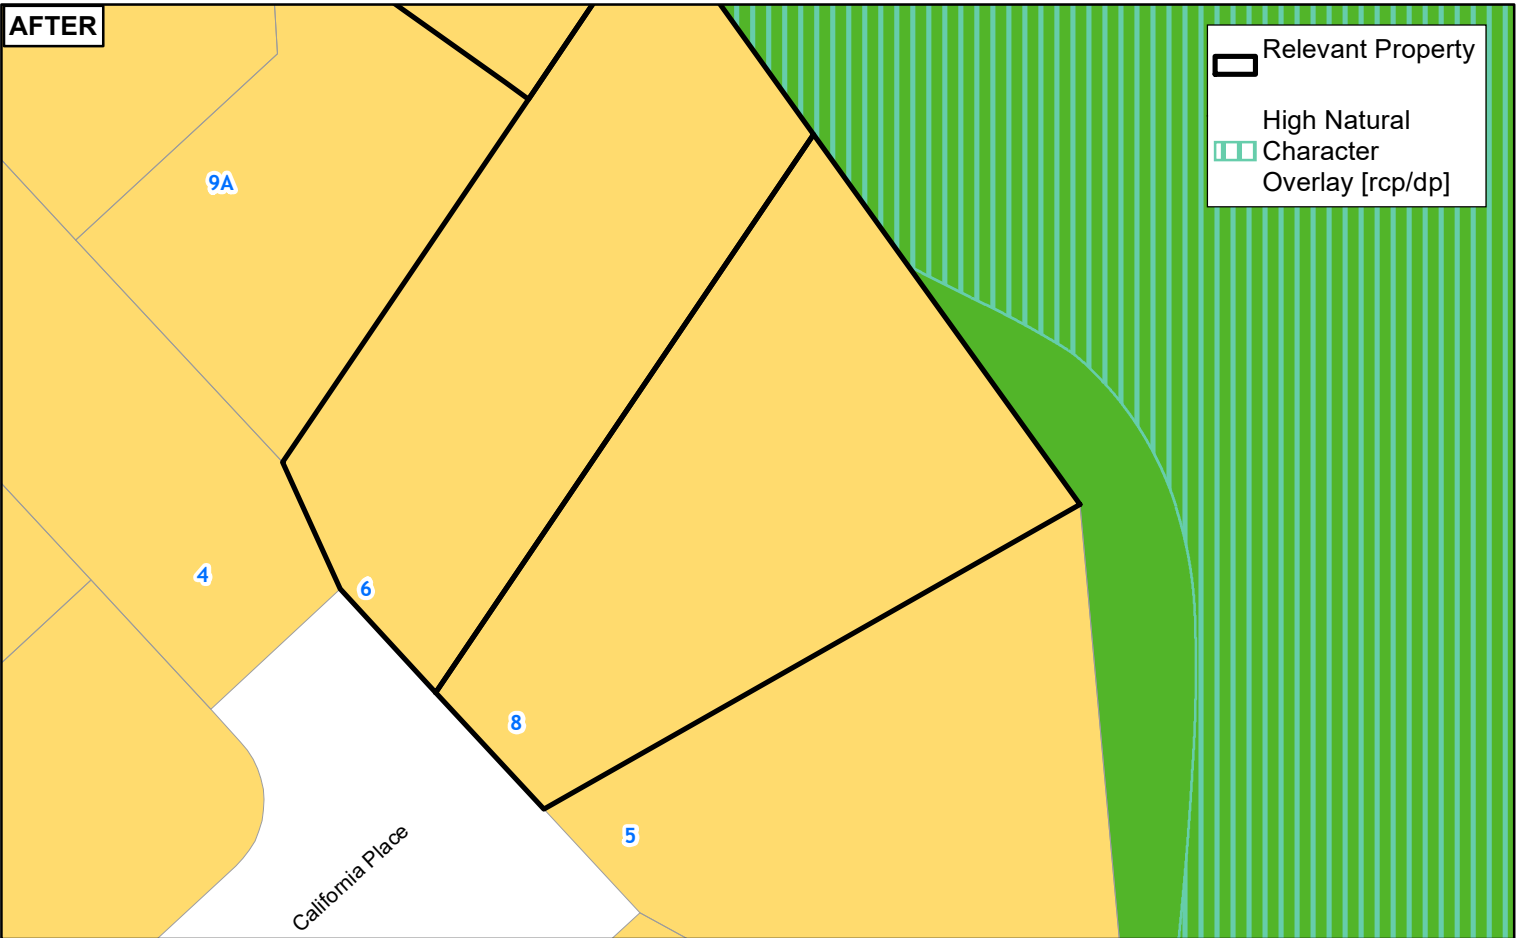 AFTER
Relevant Property
High Natural
Character
Overlay [rcp/dp]
9A
4
6
8
5
California Place